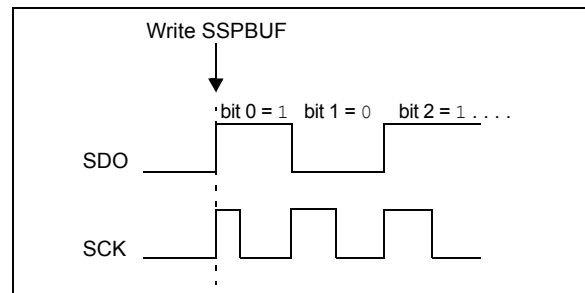 Write SSPBUF
bit 0 = 1 bit 1 = 0 bit 2 = 1 . . . .
SDO
SCK